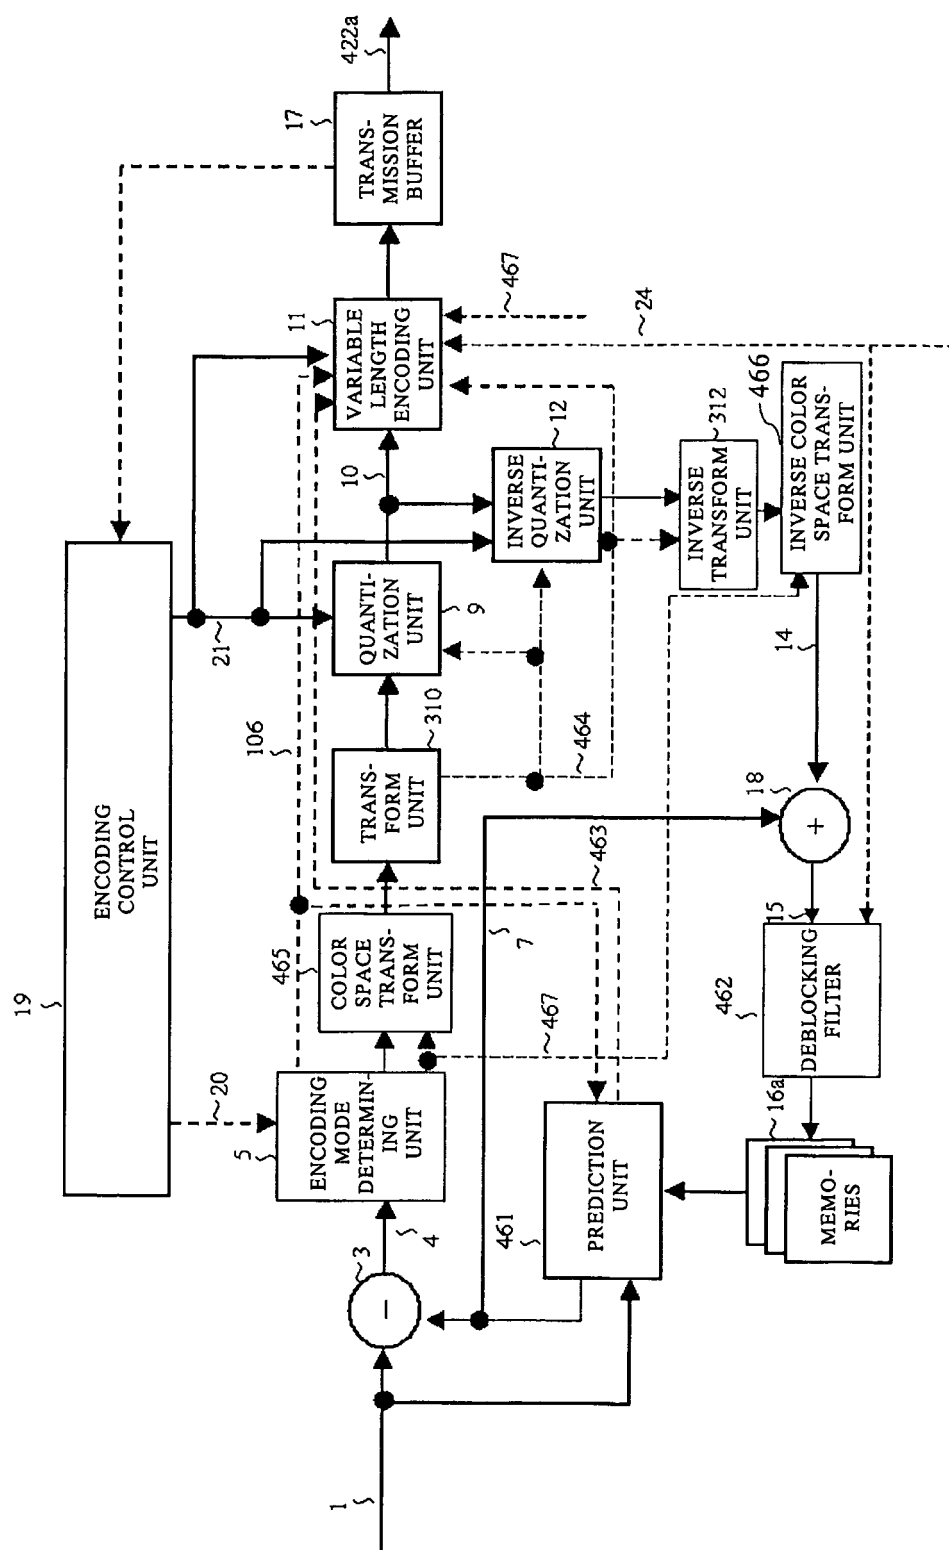 19
ENCODING
CONTROL
UNIT
20
21
106
422a
17
TRANS-
MISSION
BUFFER
11
VARIABLE
LENGTH
ENCODING
UNIT
467
24
10
9
QUANTI-
ZATION
UNIT
12
INVERSE
QUANTI-
ZATION
UNIT
312
INVERSE
TRANSFORM
UNIT
466
INVERSE COLOR
SPACE TRANS-
FORM UNIT
14
310
TRANS-
FORM
UNIT
464
465
COLOR
SPACE
TRANS-
FORM
UNIT
463
7
467
18
+
15
462
DEBLOCKING
FILTER
16a
MEMO-
RIES
5
ENCODING
MODE
DETERMIN-
ING
UNIT
4
3
−
461
PREDICTION
UNIT
1